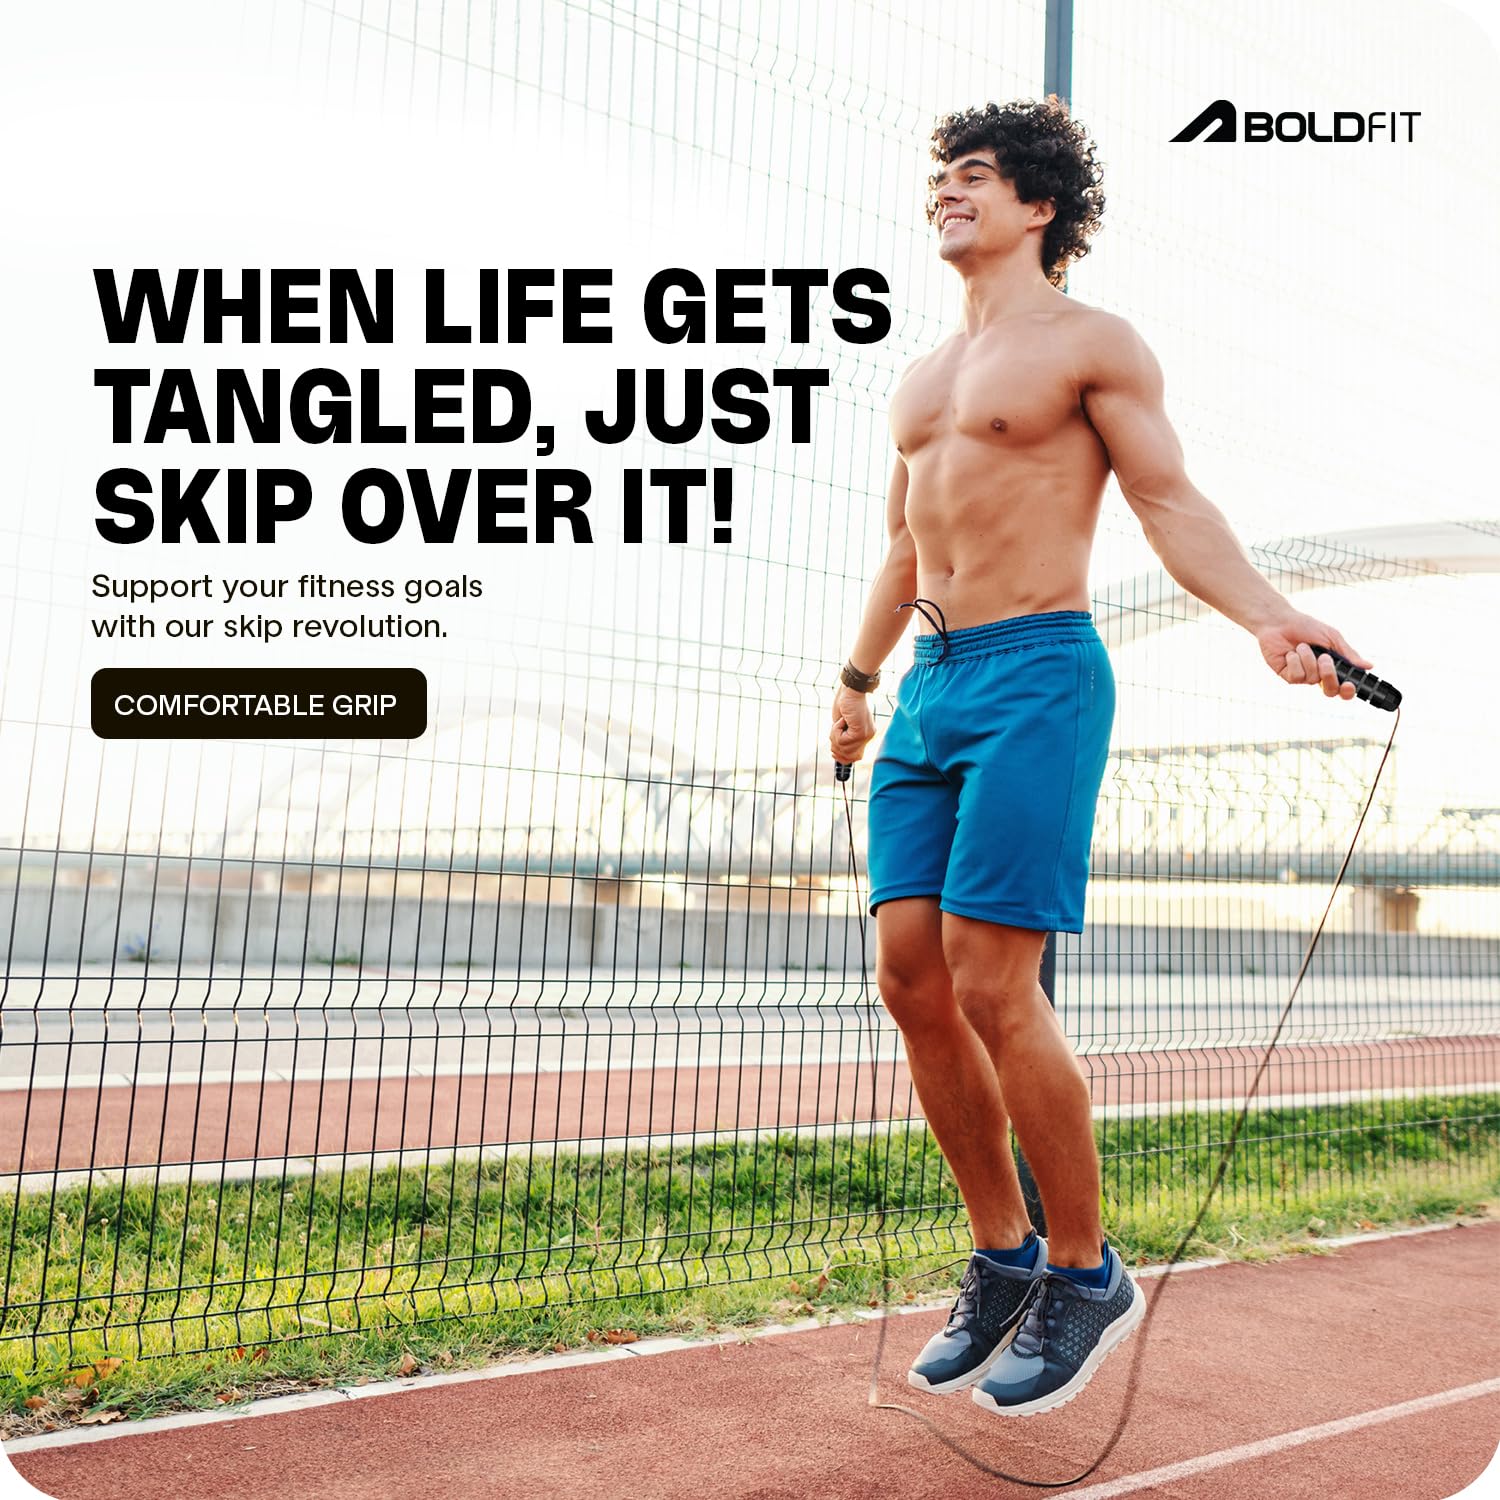 BOLDFIT
WHEN LIFE GETS
TANGLED, JUST
SKIP OVER IT!
Support your fitness goals
with our skip revolution.
COMFORTABLE GRIP